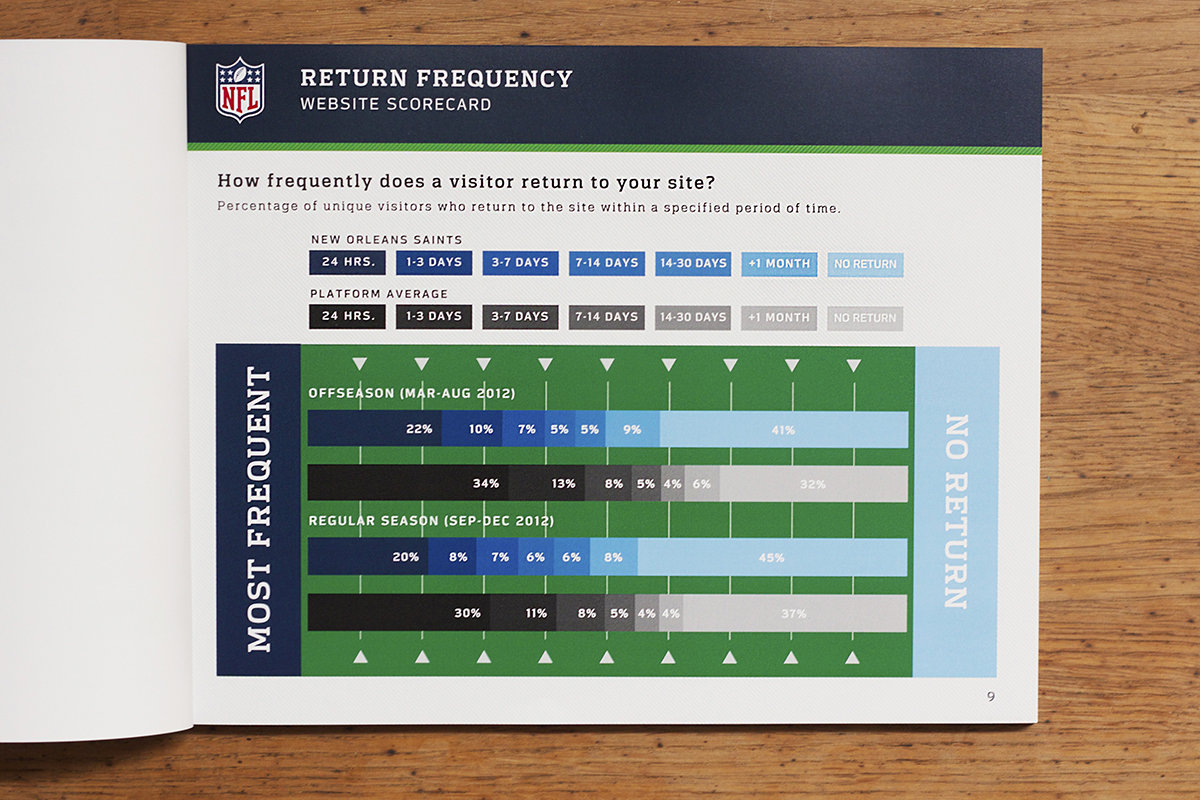 NFL
RETURN FREQUENCY
WEBSITE SCORECARD
How frequently does a visitor return to your site?
Percentage of unique visitors who return to the site within a specified period of time.
NEW ORLEANS SAINTS
24 HRS. 1-3 DAYS 3-7 DAYS 7-14 DAYS 14-30 DAYS +1 MONTH NO RETURN
PLATFORM AVERAGE
24 HRS. 1-3 DAYS 3-7 DAYS 7-14 DAYS 14-30 DAYS +1 MONTH NO RETURN
MOST FREQUENT
OFFSEASON (MAR-AUG 2012)
22% 10% 7% 5% 5% 9% 41%
34% 13% 8% 5% 4% 6% 32%
REGULAR SEASON (SEP-DEC 2012)
20% 8% 7% 6% 6% 8% 45%
30% 11% 8% 5% 4% 4% 37%
NO RETURN
9